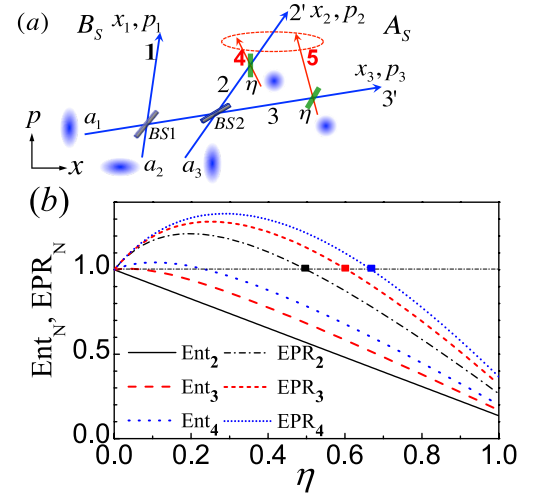 (a)
B_S
x_1, p_1
2' x_2, p_2
A_S
1
4
5
x_3, p_3
2
η
3'
p
a_1
BS1
BS2
3
η
x
a_2
a_3
(b)
Ent_N, EPR_N
1.0
0.5
0.0
Ent_2 EPR_2
Ent_3 EPR_3
Ent_4 EPR_4
0.0 0.2 0.4 0.6 0.8 1.0
η